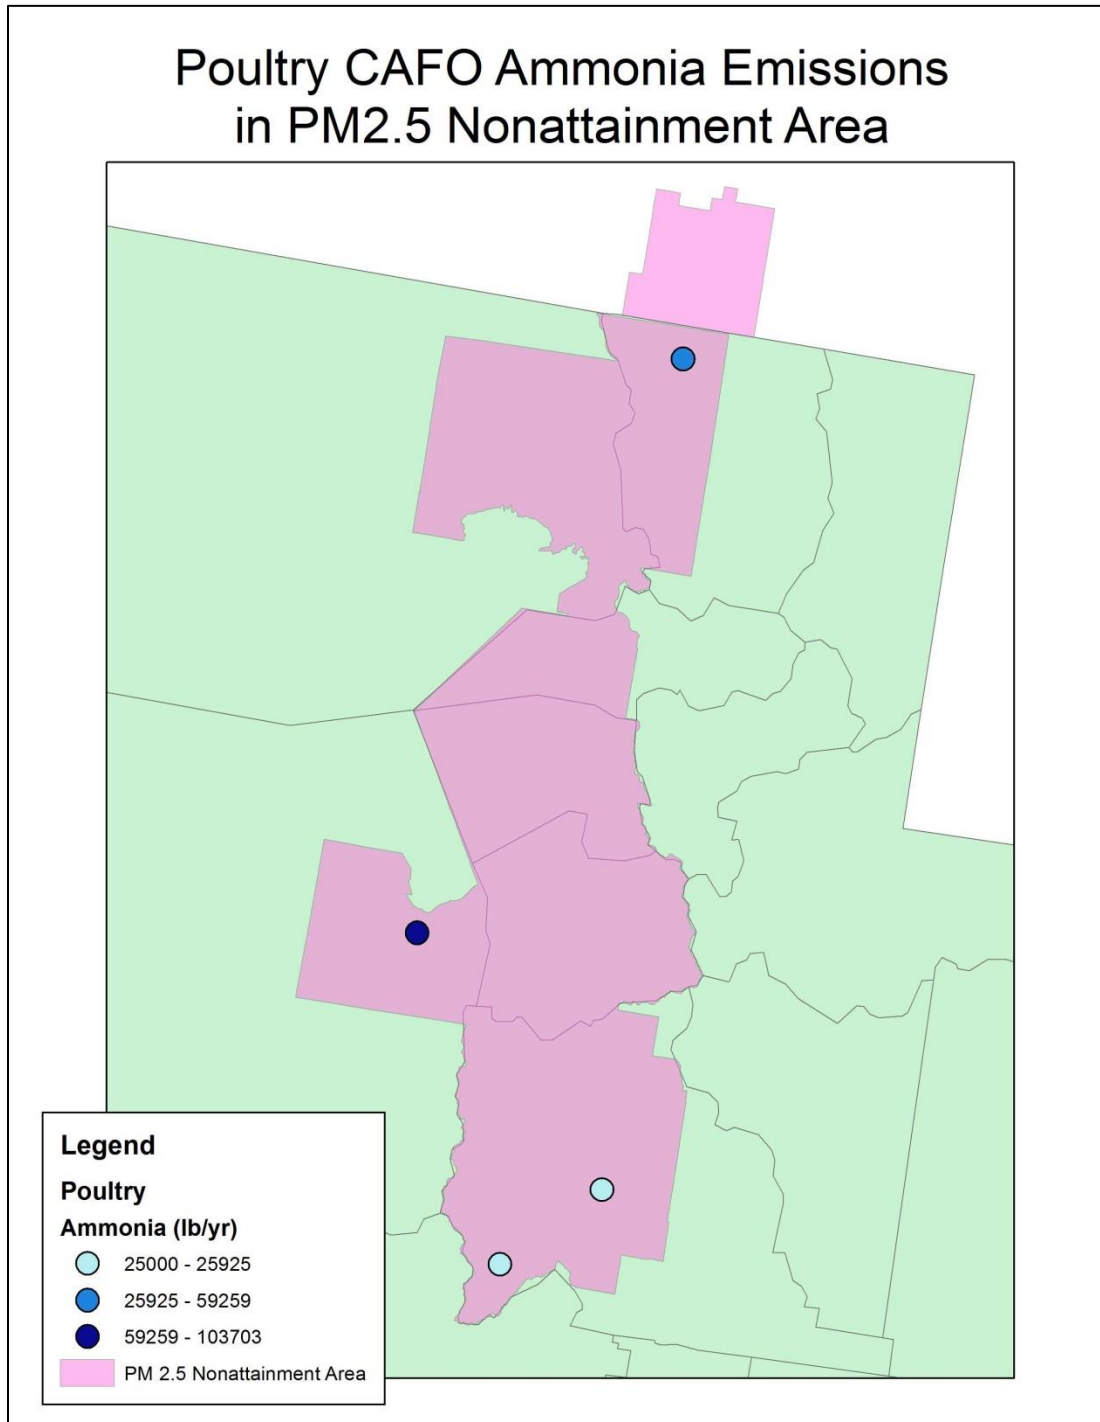 Poultry CAFO Ammonia Emissions
in PM2.5 Nonattainment Area
Legend
Poultry
Ammonia (lb/yr)
25000 - 25925
25925 - 59259
59259 - 103703
PM 2.5 Nonattainment Area